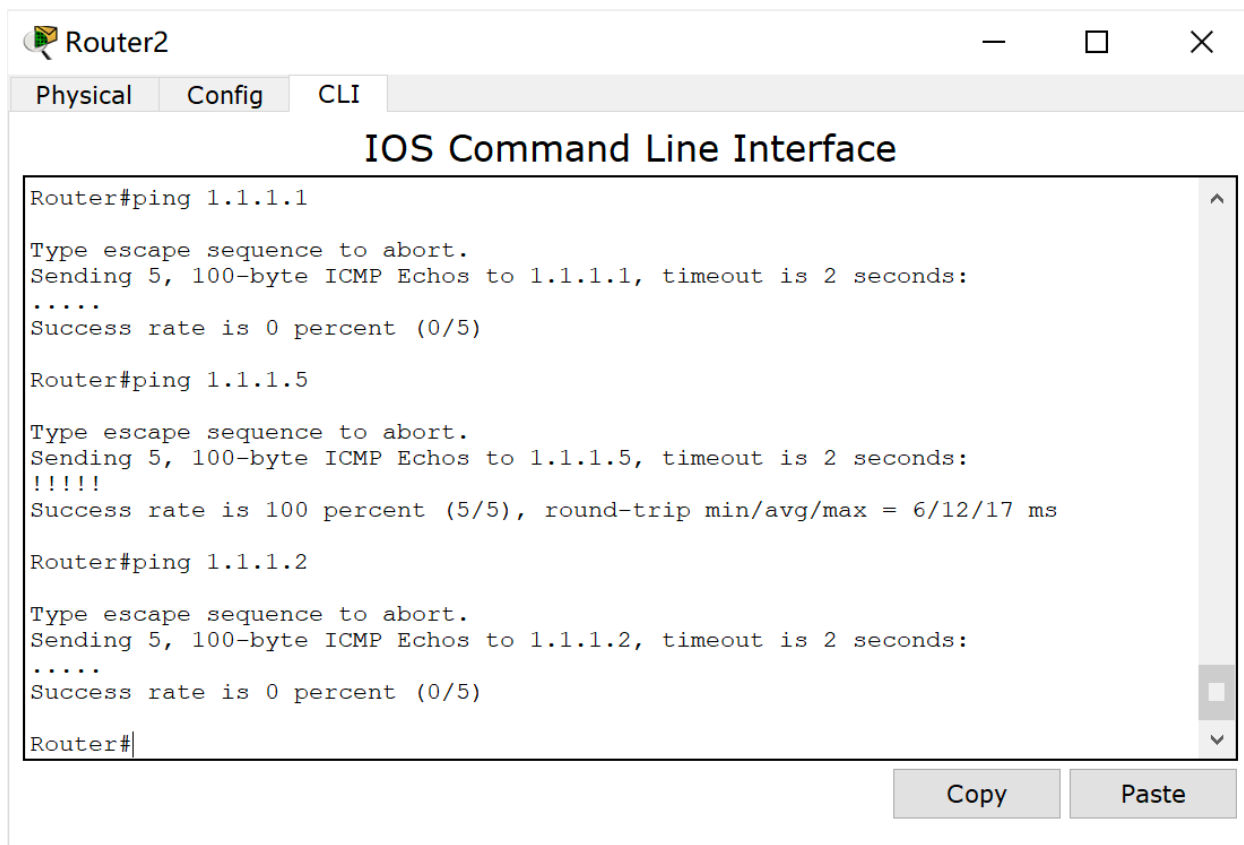 Router2
Physical Config CLI
IOS Command Line Interface
Router#ping 1.1.1.1
Type escape sequence to abort.
Sending 5, 100-byte ICMP Echos to 1.1.1.1, timeout is 2 seconds:
.....
Success rate is 0 percent (0/5)
Router#ping 1.1.1.5
Type escape sequence to abort.
Sending 5, 100-byte ICMP Echos to 1.1.1.5, timeout is 2 seconds:
!!!!!
Success rate is 100 percent (5/5), round-trip min/avg/max = 6/12/17 ms
Router#ping 1.1.1.2
Type escape sequence to abort.
Sending 5, 100-byte ICMP Echos to 1.1.1.2, timeout is 2 seconds:
.....
Success rate is 0 percent (0/5)
Router#
Copy Paste